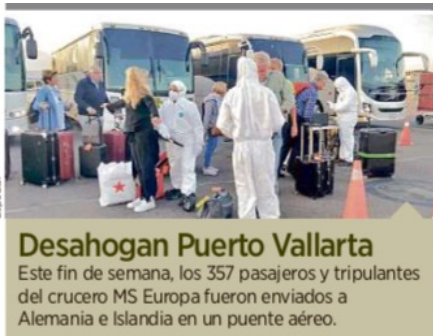 Desahogan Puerto Vallarta
Este fin de semana, los 357 pasajeros y tripulantes
del crucero MS Europa fueron enviados a
Alemania e Islandia en un puente aéreo.